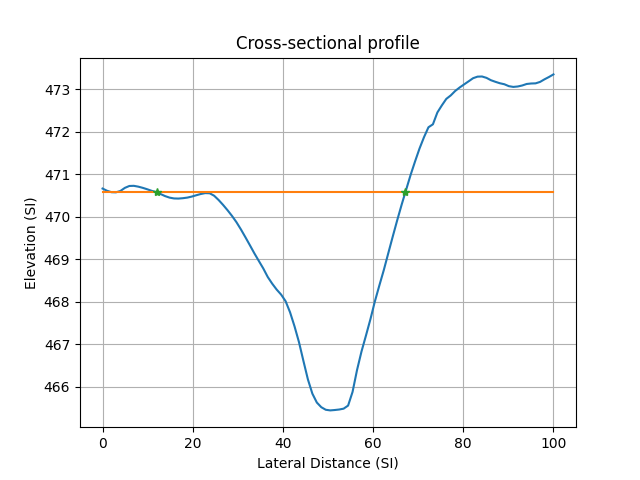 Cross-sectional profile
473
472
471
470
469
468
467
466
Elevation (SI)
0 20 40 60 80 100
Lateral Distance (SI)